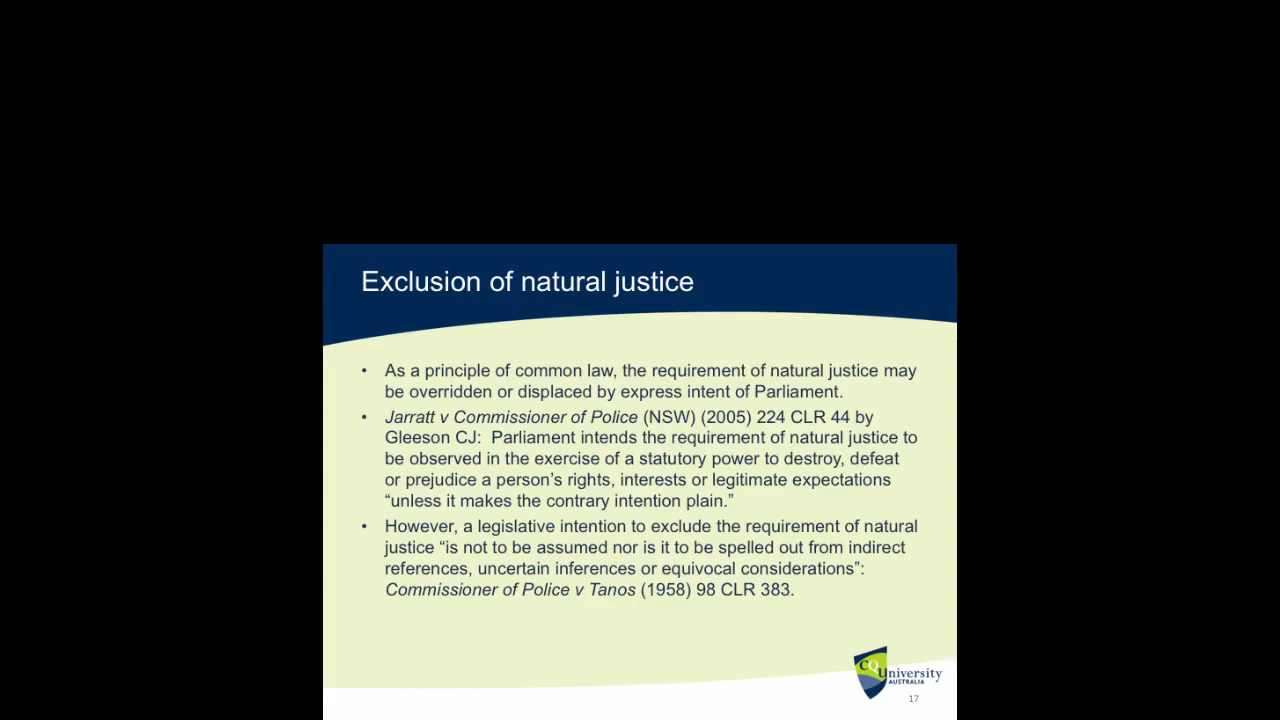 Exclusion of natural justice
• As a principle of common law, the requirement of natural justice may
be overridden or displaced by express intent of Parliament.
• Jarratt v Commissioner of Police (NSW) (2005) 224 CLR 44 by
Gleeson CJ:  Parliament intends the requirement of natural justice to
be observed in the exercise of a statutory power to destroy, defeat
or prejudice a person’s rights, interests or legitimate expectations
“unless it makes the contrary intention plain.”
• However, a legislative intention to exclude the requirement of natural
justice “is not to be assumed nor is it to be spelled out from indirect
references, uncertain inferences or equivocal considerations”:
Commissioner of Police v Tanos (1958) 98 CLR 383.
CQUniversity
AUSTRALIA
17